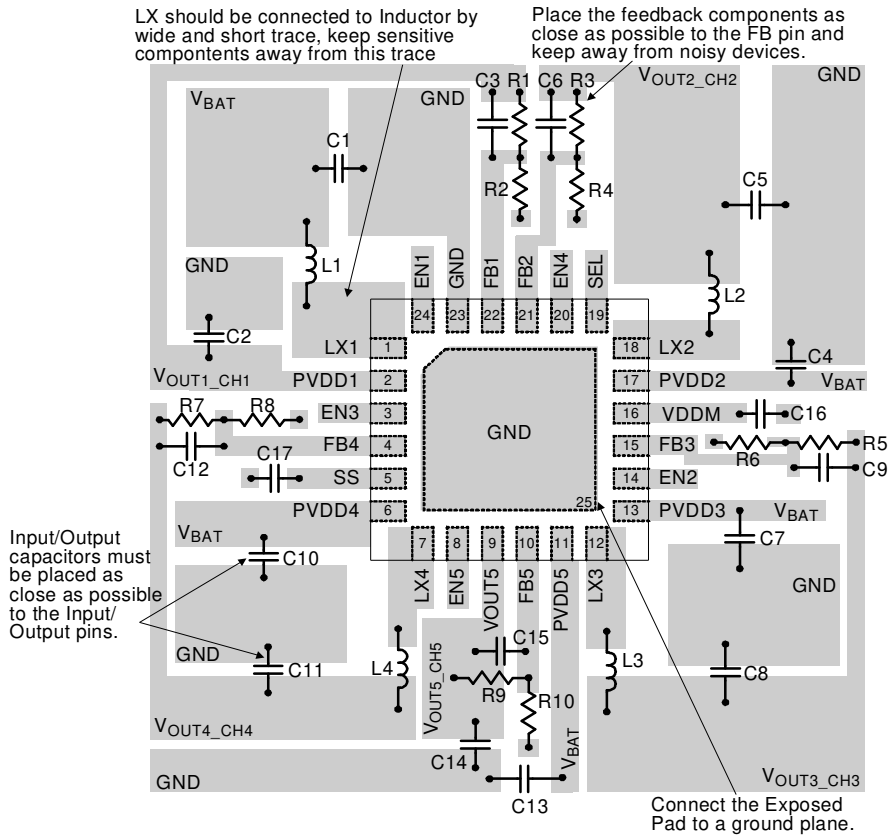 LX should be connected to Inductor by
wide and short trace, keep sensitive
compontents away from this trace
Place the feedback components as
close as possible to the FB pin and
keep away from noisy devices.
VBAT
GND
C3
R1
C6
R3
VOUT2_CH2
GND
C1
R2
R4
C5
GND
L1
EN1
GND
FB1
FB2
EN4
SEL
L2
24
23
22
21
20
19
C2
LX1
1
18
LX2
C4
VOUT1_CH1
PVDD1
2
17
PVDD2
VBAT
R7
R8
EN3
3
16
VDDM
C16
C12
FB4
4
GND
15
FB3
R6
R5
C17
SS
5
14
EN2
C9
PVDD4
6
25
13
PVDD3
VBAT
Input/Output
capacitors must
be placed as
close as possible
to the Input/
Output pins.
VBAT
C10
7
8
9
10
11
12
C7
LX4
EN5
VOUT5
FB5
PVDD5
LX3
GND
GND
C11
L4
C15
L3
C8
VOUT5_CH5
R9
R10
VOUT4_CH4
C14
VBAT
GND
C13
VOUT3_CH3
Connect the Exposed
Pad to a ground plane.